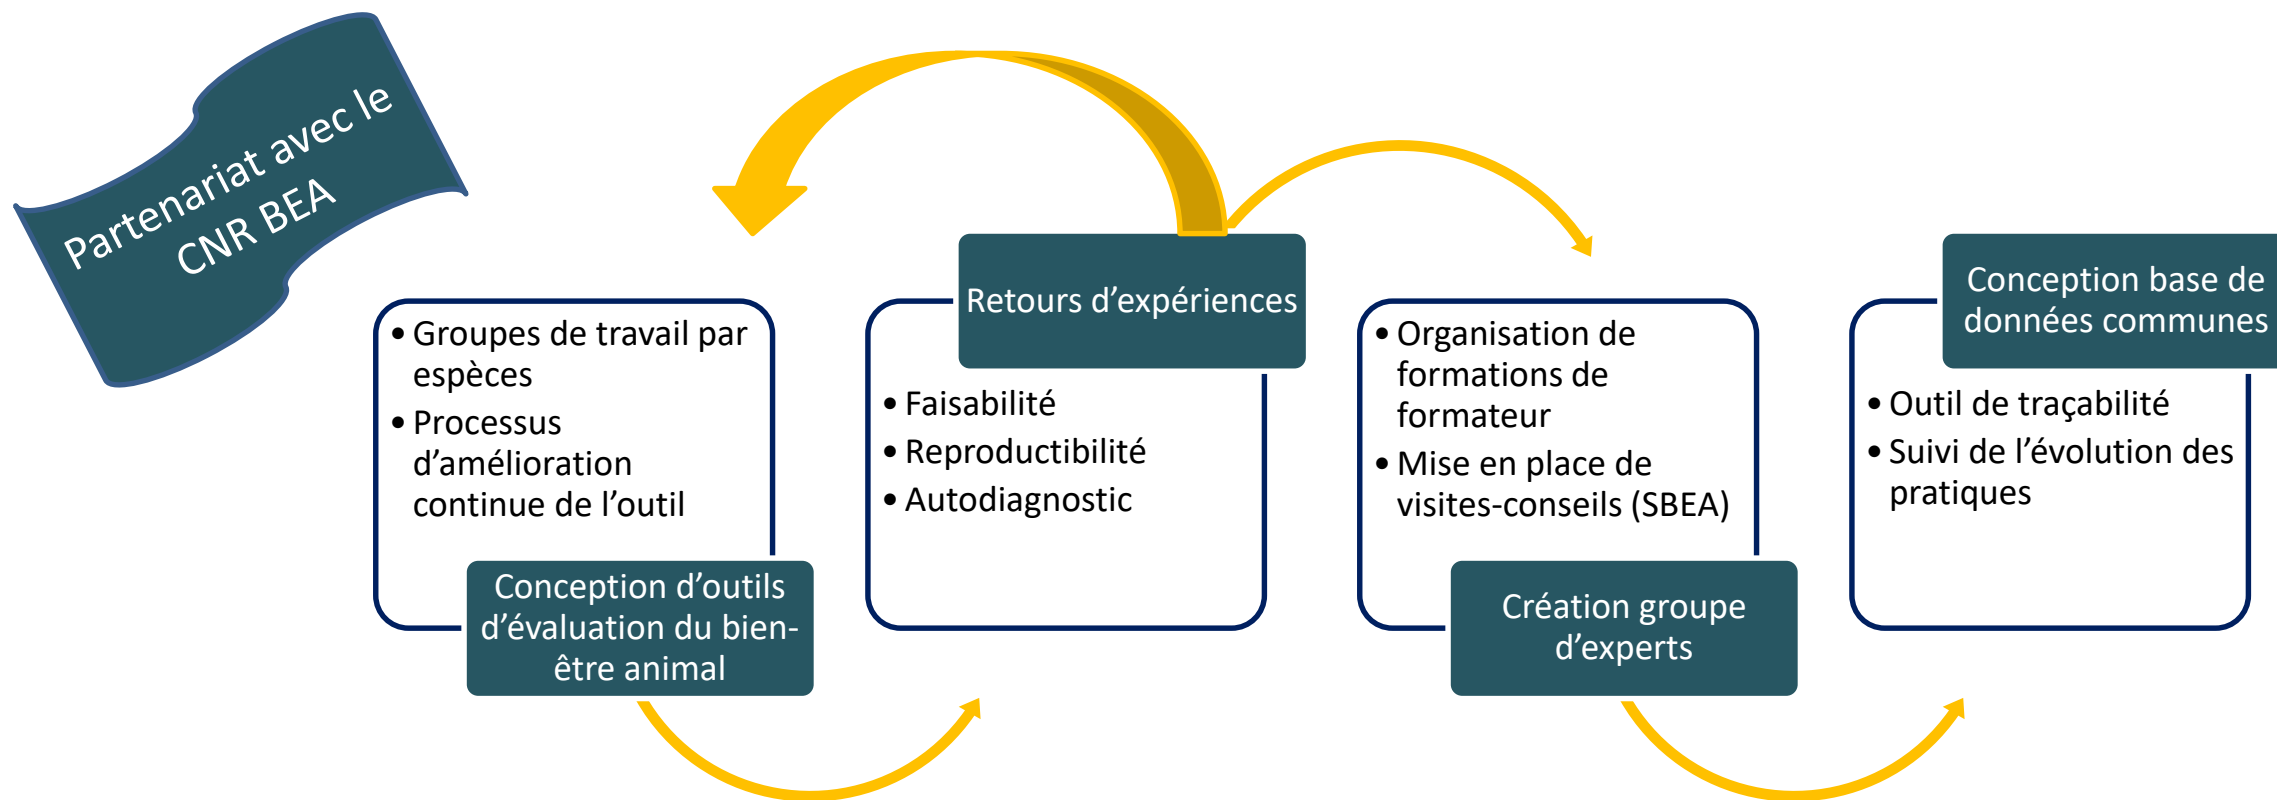 Partenariat avec le
CNR BEA
• Groupes de travail par
espèces
• Processus
d’amélioration
continue de l’outil
Conception d’outils
d’évaluation du bien-
être animal
Retours d’expériences
• Faisabilité
• Reproductibilité
• Autodiagnostic
• Organisation de
formations de
formateur
• Mise en place de
visites-conseils (SBEA)
Création groupe
d’experts
Conception base de
données communes
• Outil de traçabilité
• Suivi de l’évolution des
pratiques